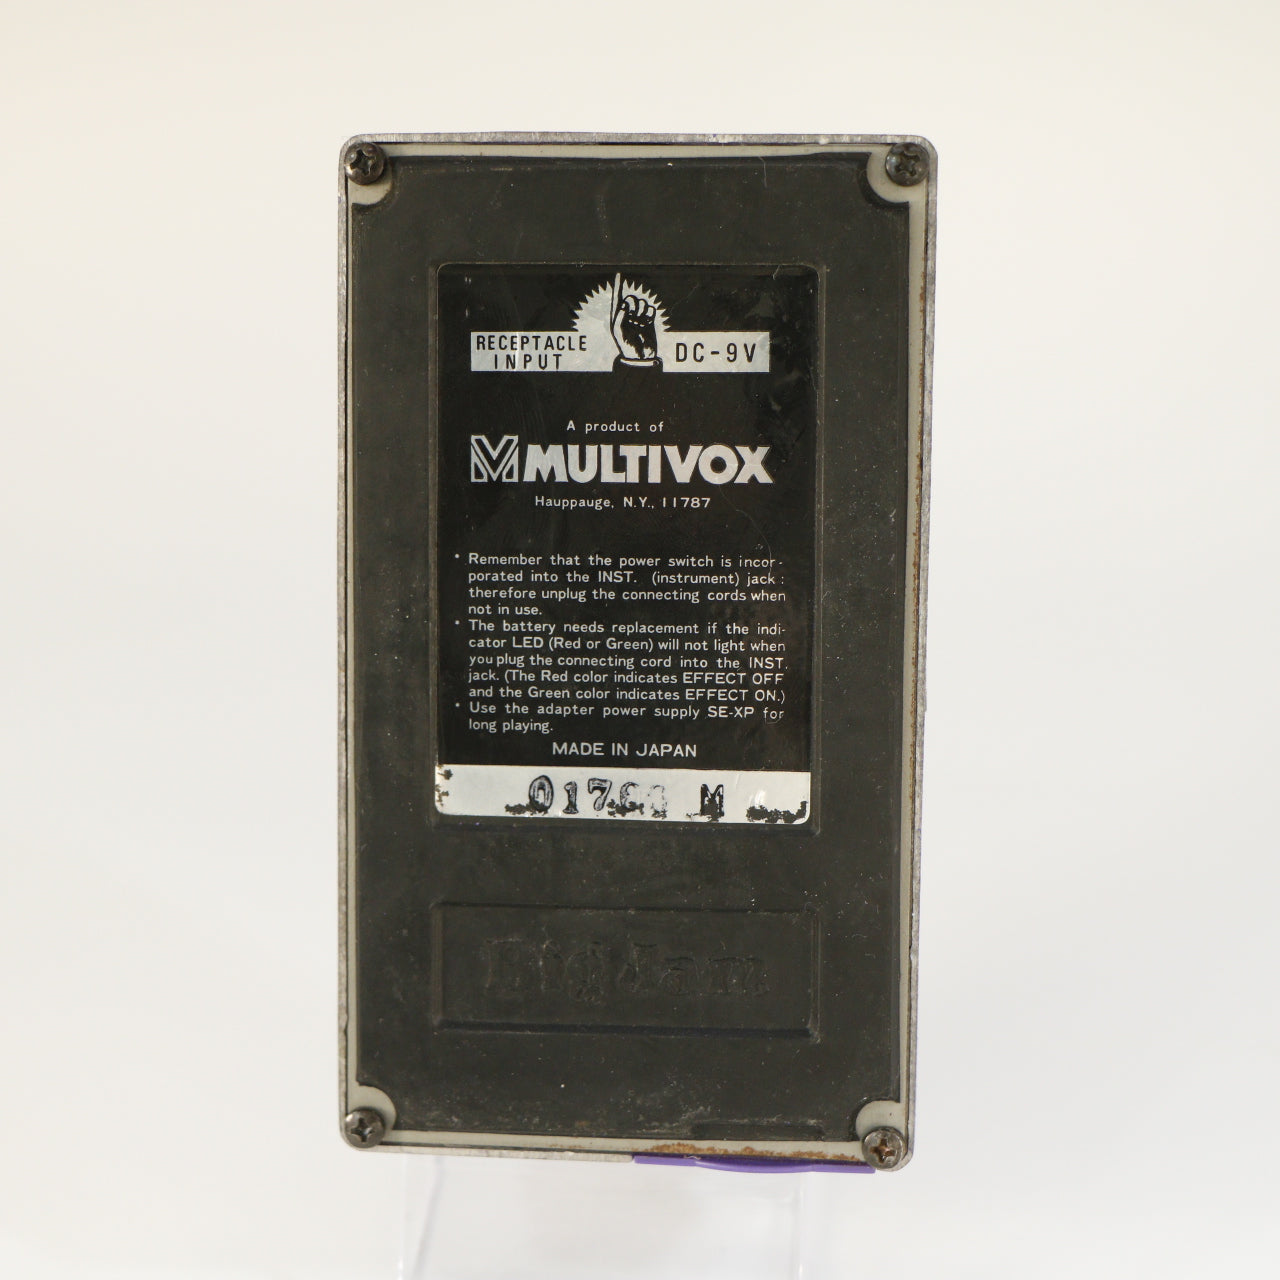 RECEPTACLE INPUT DC-9V
A product of
MULTIVOX
Hauppauge, N.Y., 11787
• Remember that the power switch is incor-
porated into the INST. (instrument) jack :
therefore unplug the connecting cords when
not in use.
• The battery needs replacement if the indi-
cator LED (Red or Green) will not light when
you plug the connecting cord into the INST.
jack. (The Red color indicates EFFECT OFF
and the Green color indicates EFFECT ON.)
• Use the adapter power supply SE-XP for
long playing.
MADE IN JAPAN
M
Big Jam